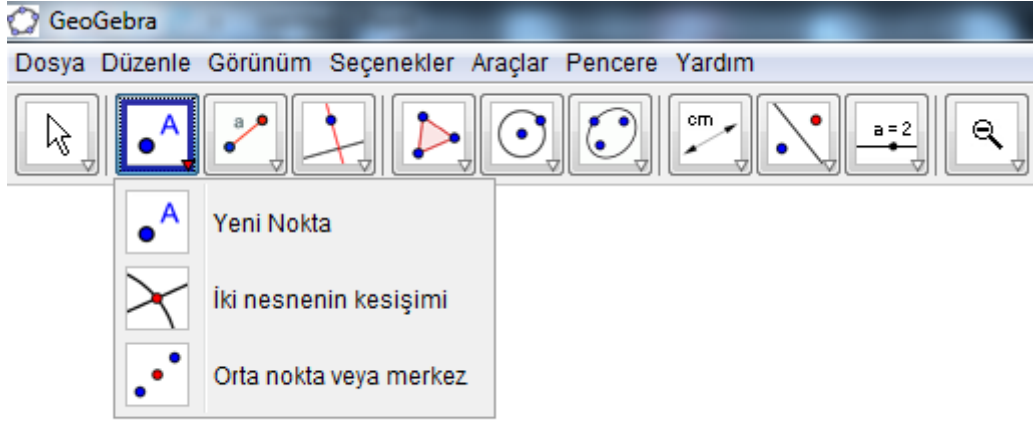 GeoGebra
Dosya Düzenle Görünüm Seçenekler Araçlar Pencere Yardım
A a cm a = 2
A Yeni Nokta
İki nesnenin kesişimi
Orta nokta veya merkez